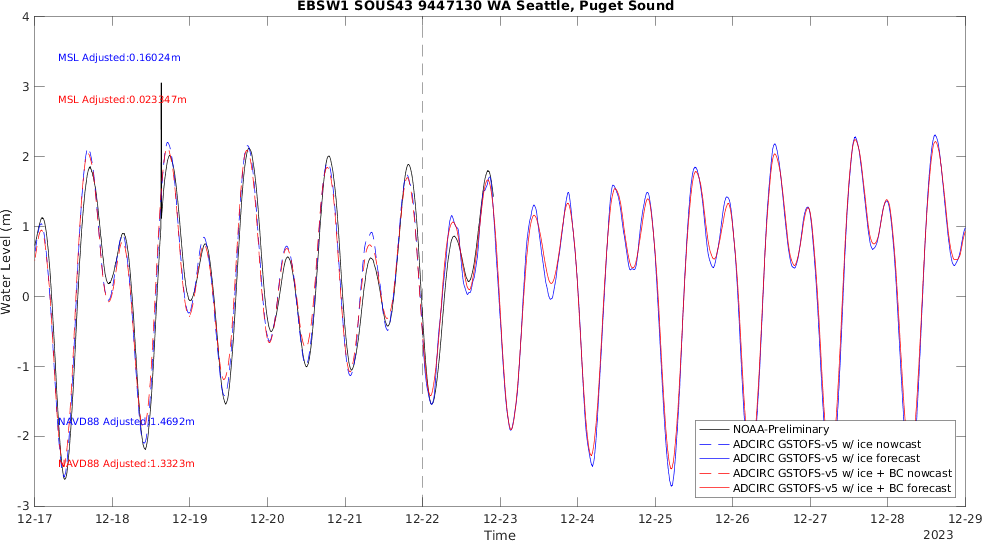 EBSW1 SOUS43 9447130 WA Seattle, Puget Sound
4
3
2
1
0
-1
-2
-3
Water Level (m)
MSL Adjusted:0.16024m
MSL Adjusted:0.023347m
NAVD88 Adjusted:1.4692m
NAVD88 Adjusted:1.3323m
NOAA-Preliminary
ADCIRC GSTOFS-v5 w/ ice nowcast
ADCIRC GSTOFS-v5 w/ ice forecast
ADCIRC GSTOFS-v5 w/ ice + BC nowcast
ADCIRC GSTOFS-v5 w/ ice + BC forecast
12-17 12-18 12-19 12-20 12-21 12-22 12-23 12-24 12-25 12-26 12-27 12-28 12-29
Time
2023